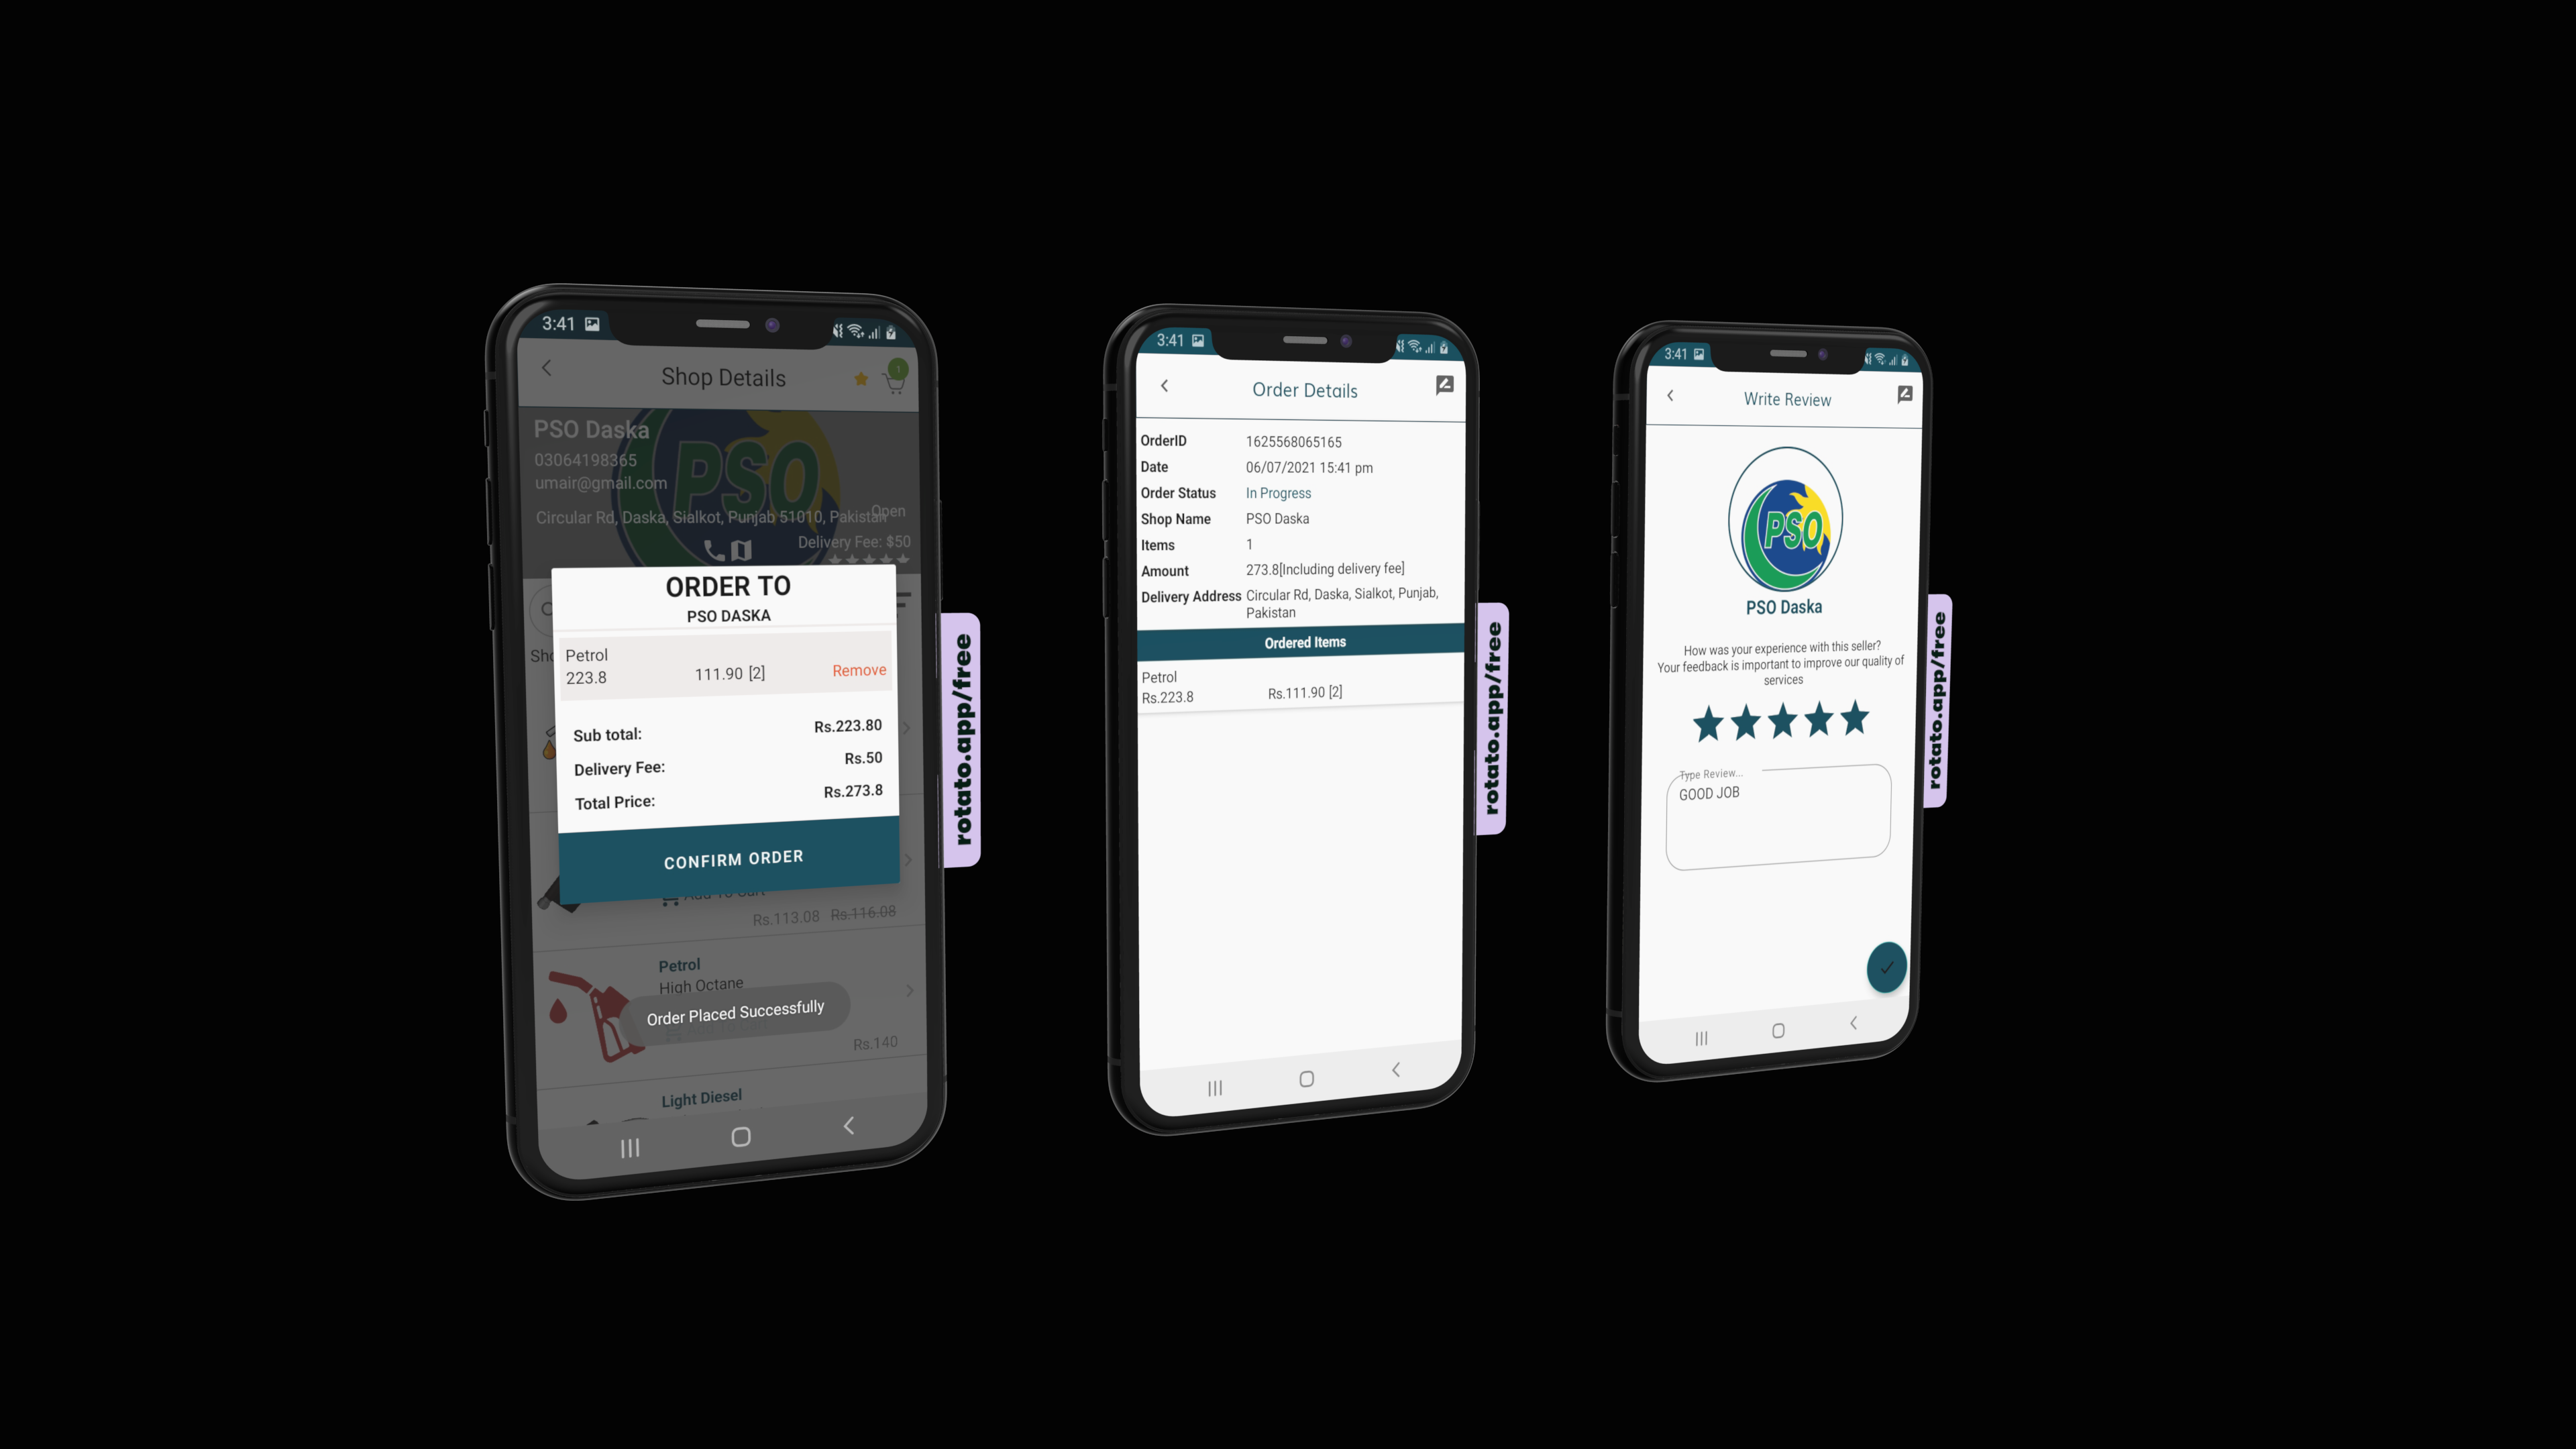 3:41
Shop Details
1
PSO Daska
03064198365
umair@gmail.com
PSO
Open
Circular Rd, Daska, Sialkot, Punjab 51010, Pakistan
Delivery Fee: $50
ORDER TO
PSO DASKA
Petrol
223.8
111.90 [2]
Remove
Sub total:
Rs.223.80
Delivery Fee:
Rs.50
Total Price:
Rs.273.8
CONFIRM ORDER
Add To Cart
Rs.113.08 Rs.116.08
Petrol
High Octane
Order Placed Successfully
Rs.140
Light Diesel
rotato.app/free
3:41
Order Details
OrderID 1625568065165
Date 06/07/2021 15:41 pm
Order Status In Progress
Shop Name PSO Daska
Items 1
Amount 273.8[Including delivery fee]
Delivery Address Circular Rd, Daska, Sialkot, Punjab,
Pakistan
Ordered Items
Petrol
Rs.223.8 Rs.111.90 [2]
rotato.app/free
3:41
Write Review
PSO
PSO Daska
How was your experience with this seller?
Your feedback is important to improve our quality of
services
Type Review...
GOOD JOB
rotato.app/free